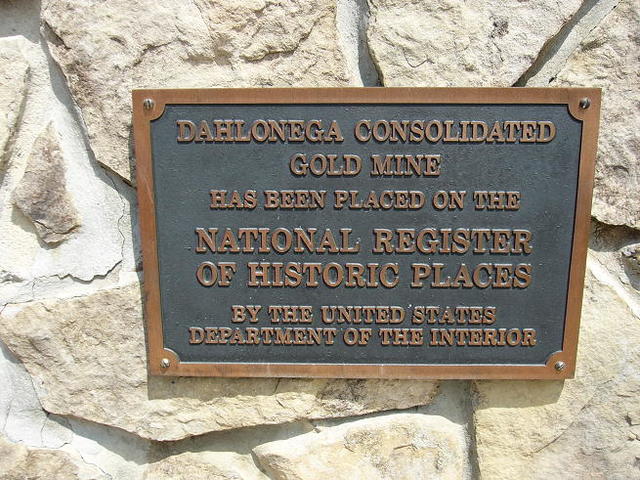 DAHLONEGA CONSOLIDATED
GOLD MINE
HAS BEEN PLACED ON THE
NATIONAL REGISTER
OF HISTORIC PLACES
BY THE UNITED STATES
DEPARTMENT OF THE INTERIOR